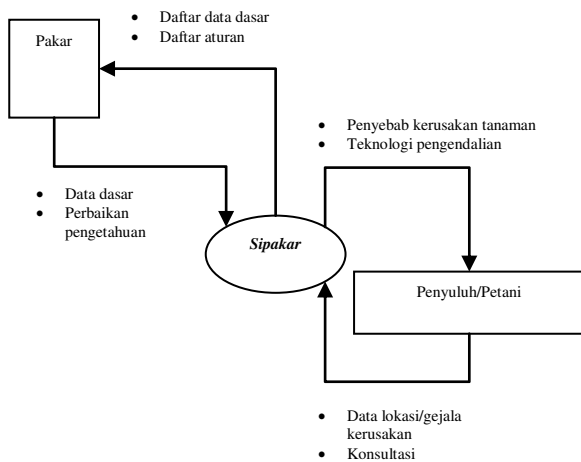 • Daftar data dasar
• Daftar aturan
Pakar
• Penyebab kerusakan tanaman
• Teknologi pengendalian
• Data dasar
• Perbaikan
pengetahuan
Sipakar
Penyuluh/Petani
• Data lokasi/gejala
kerusakan
• Konsultasi